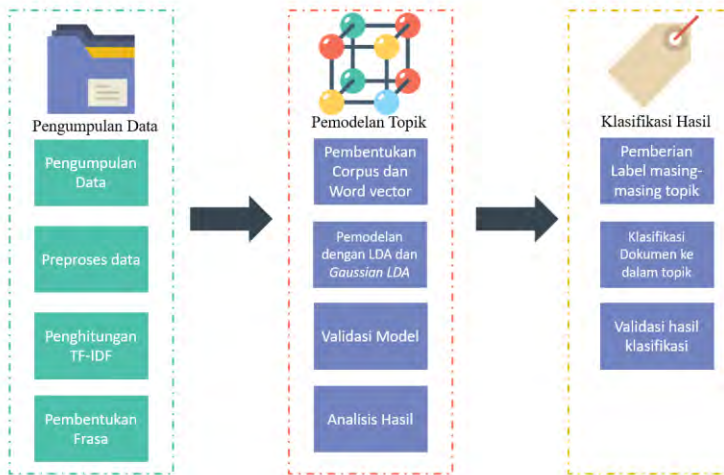 Pengumpulan Data
Pengumpulan
Data
Preproses data
Penghitungan
TF-IDF
Pembentukan
Frasa
Pemodelan Topik
Pembentukan
Corpus dan
Word vector
Pemodelan
dengan LDA dan
Gaussian LDA
Validasi Model
Analisis Hasil
Klasifikasi Hasil
Pemberian
Label masing-
masing topik
Klasifikasi
Dokumen ke
dalam topik
Validasi hasil
klasifikasi